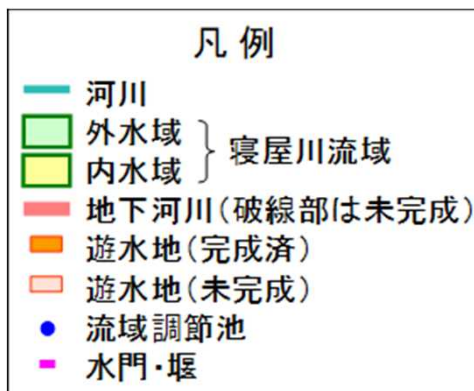 凡例
河川
外水域
内水域
寝屋川流域
地下河川(破線部は未完成)
遊水地(完成済)
遊水地(未完成)
流域調節池
水門・堰